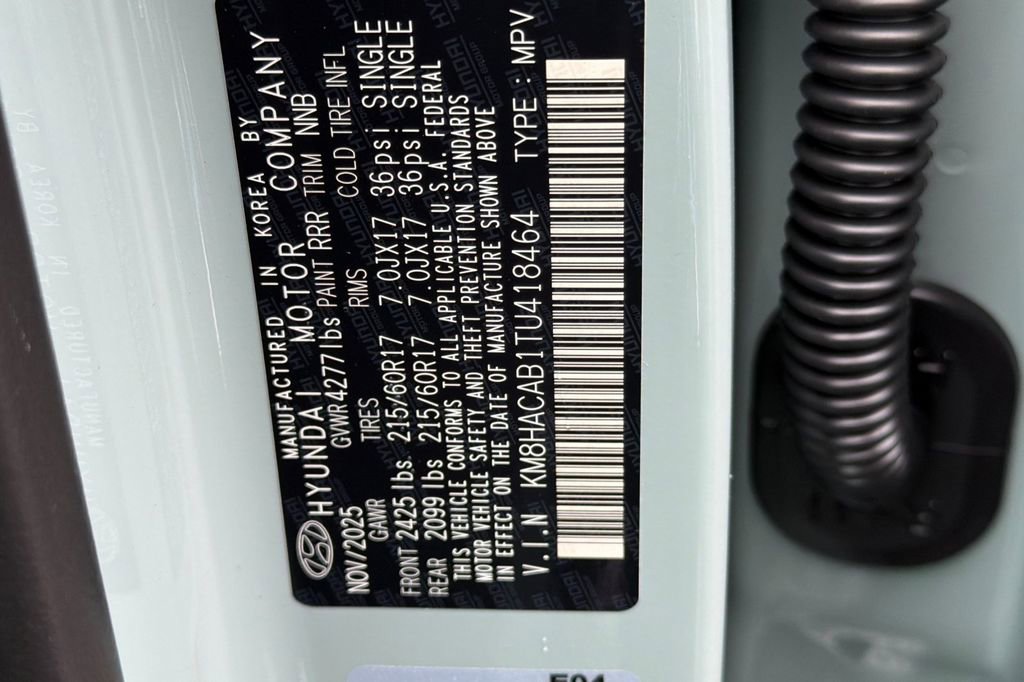 MANUFACTURED IN KOREA BY
HYUNDAI MOTOR COMPANY
NOV/2025 GVWR 4277 lbs PAINT RRR TRIM NNB
GAWR TIRES RIMS COLD TIRE INFL
FRONT 2425 lbs. 215/60R17 7.0JX17 36psi SINGLE
REAR 2099 lbs 215/60R17 7.0JX17 36psi SINGLE
THIS VEHICLE CONFORMS TO ALL APPLICABLE U.S.A. FEDERAL
MOTOR VEHICLE SAFETY AND THEFT PREVENTION STANDARDS
IN EFFECT ON THE DATE OF MANUFACTURE SHOWN ABOVE
V.I.N KM8HACAB1TU418464 TYPE : MPV